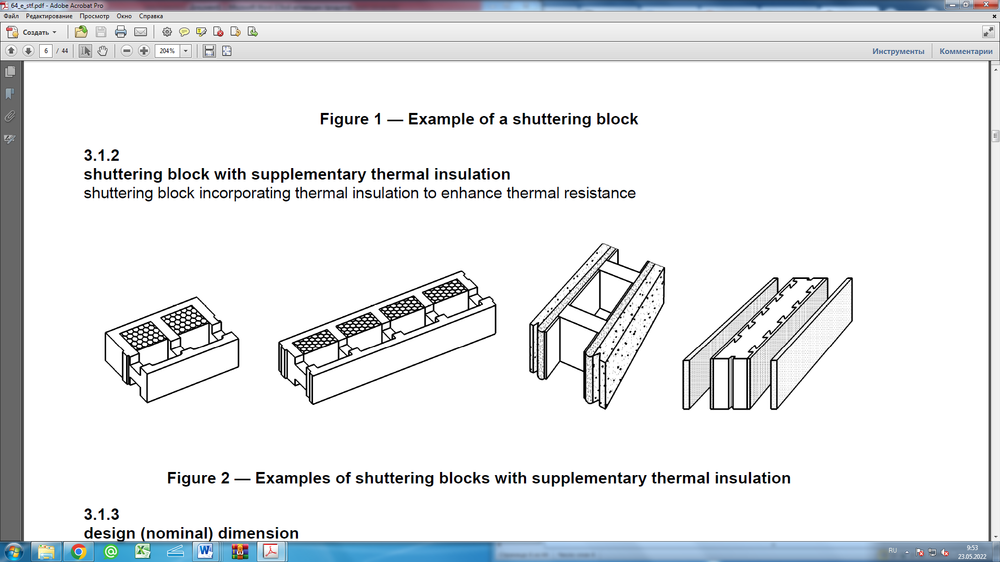 64_e_stf.pdf - Adobe Acrobat Pro
Файл Редактирование Просмотр Окно Справка
Создать
6 / 44 204% Инструменты Комментарии
Figure 1 — Example of a shuttering block
3.1.2
shuttering block with supplementary thermal insulation
shuttering block incorporating thermal insulation to enhance thermal resistance
Figure 2 — Examples of shuttering blocks with supplementary thermal insulation
3.1.3
design (nominal) dimension
RU
9:53
23.05.2022